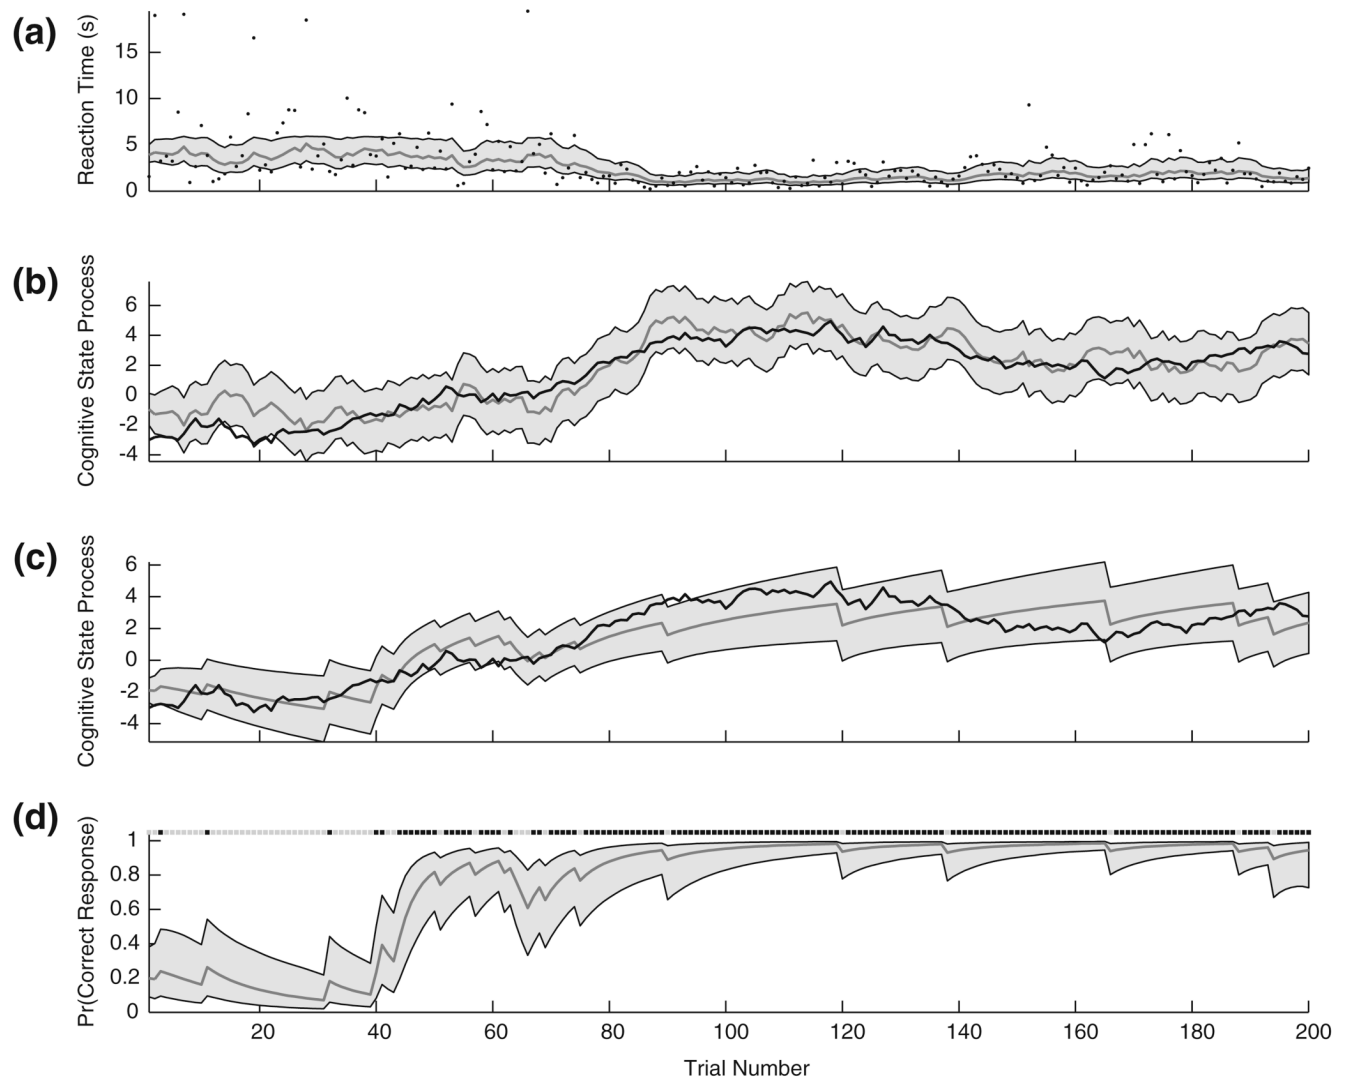 (a)
Reaction Time (s)
15
10
5
0
(b)
Cognitive State Process
6
4
2
0
-2
-4
(c)
Cognitive State Process
6
4
2
0
-2
-4
(d)
Pr(Correct Response)
1
0.8
0.6
0.4
0.2
0
20 40 60 80 100 120 140 160 180 200
Trial Number